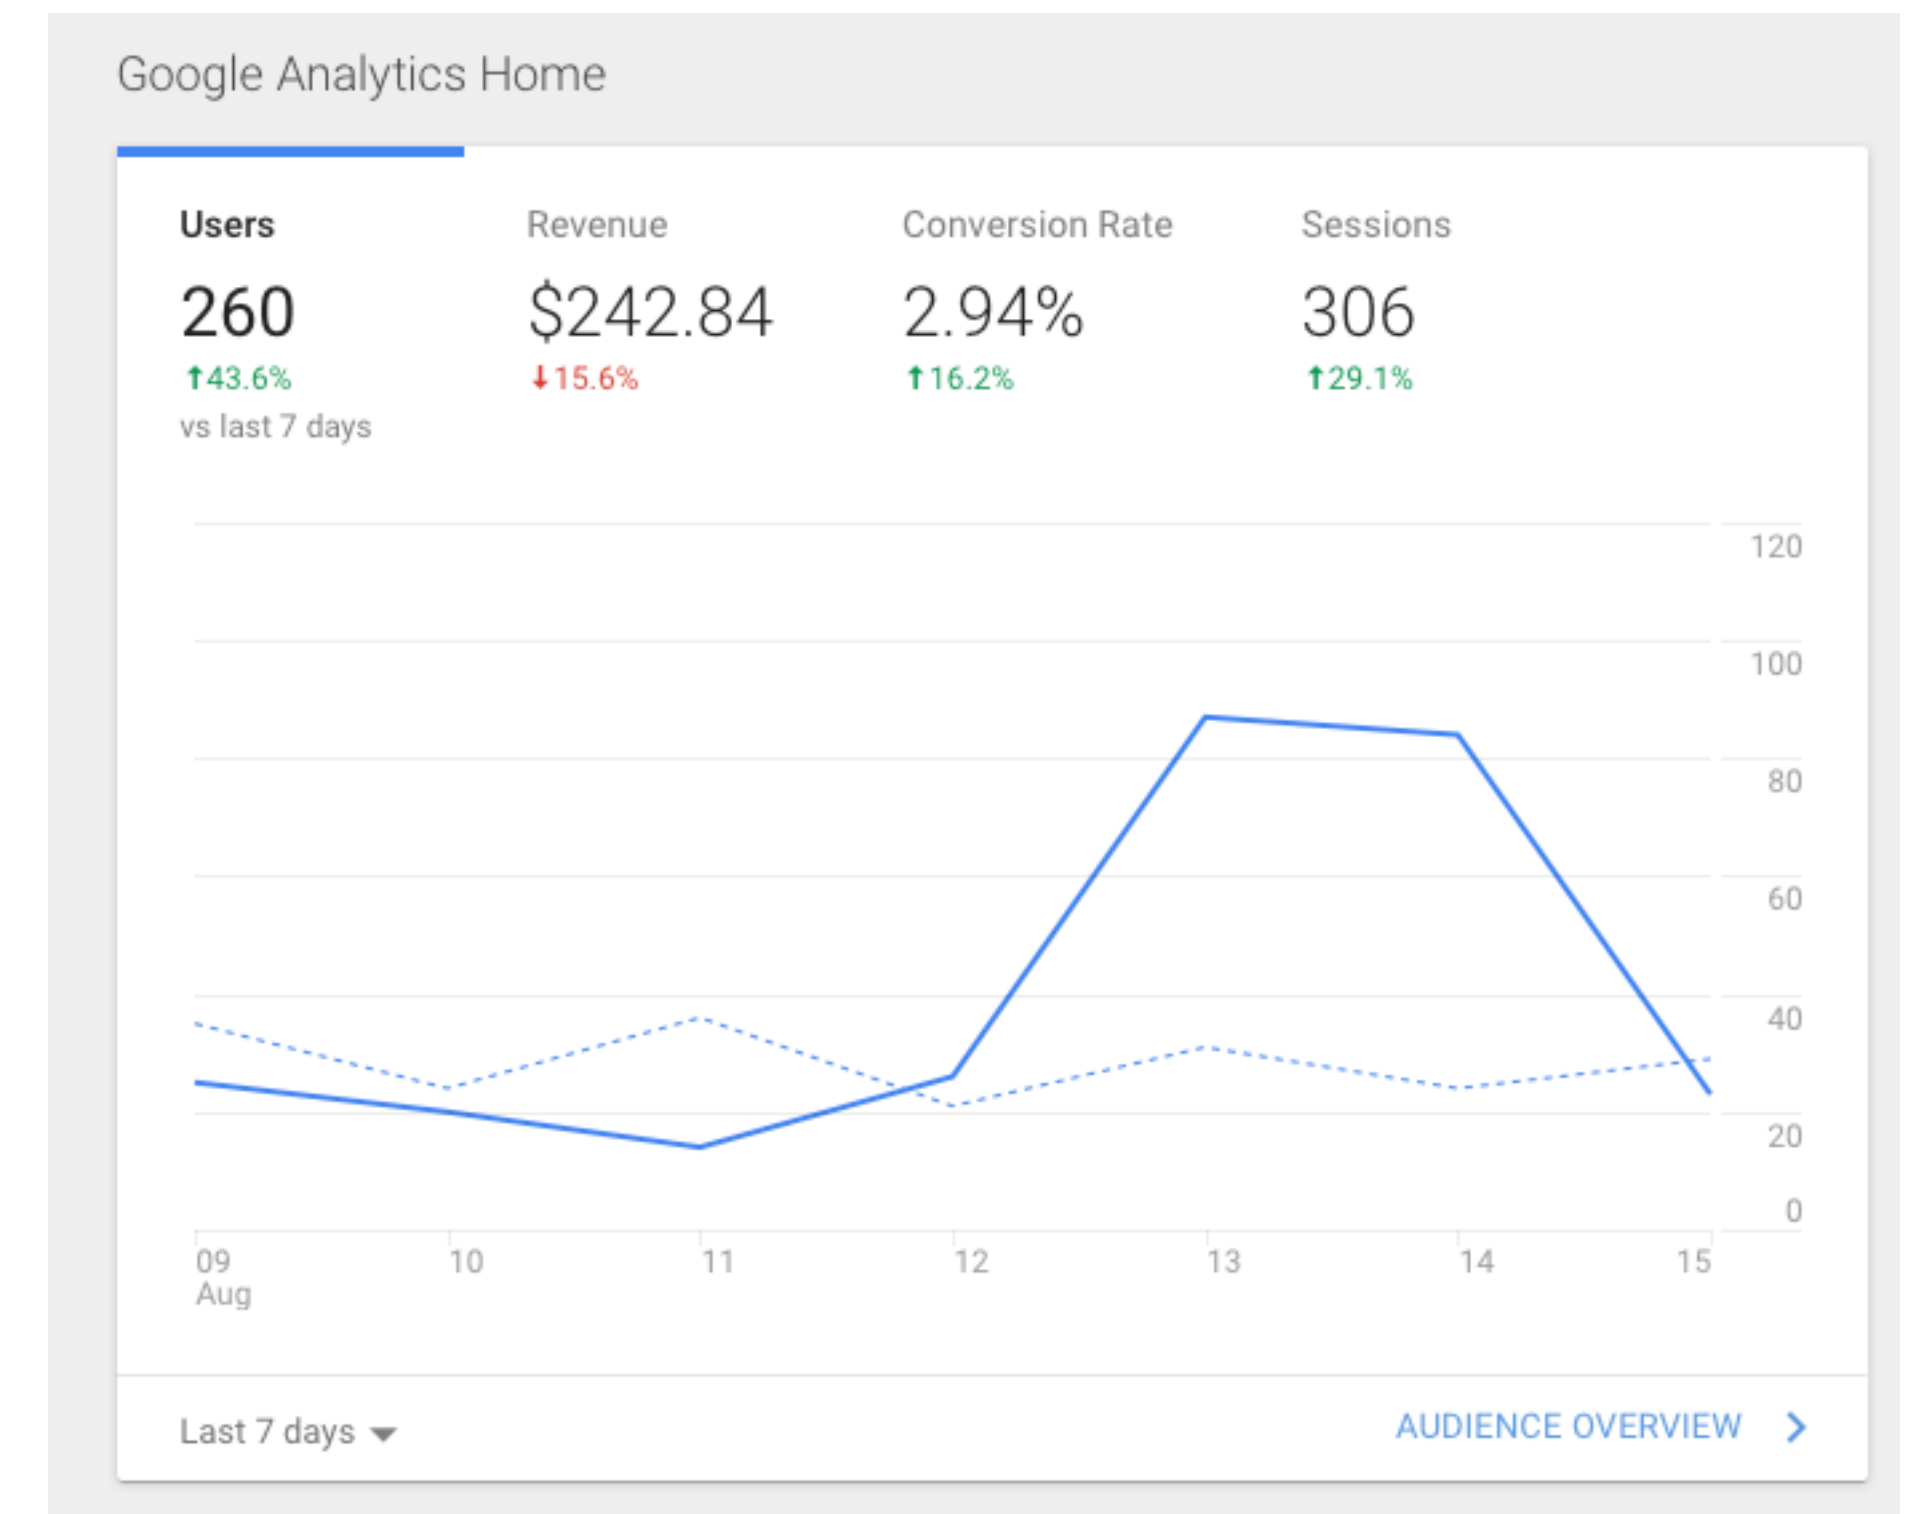 Google Analytics Home
Users Revenue Conversion Rate Sessions
260 $242.84 2.94% 306
↑43.6% ↓15.6% ↑16.2% ↑29.1%
vs last 7 days
120
100
80
60
40
20
0
09 10 11 12 13 14 15
Aug
Last 7 days AUDIENCE OVERVIEW